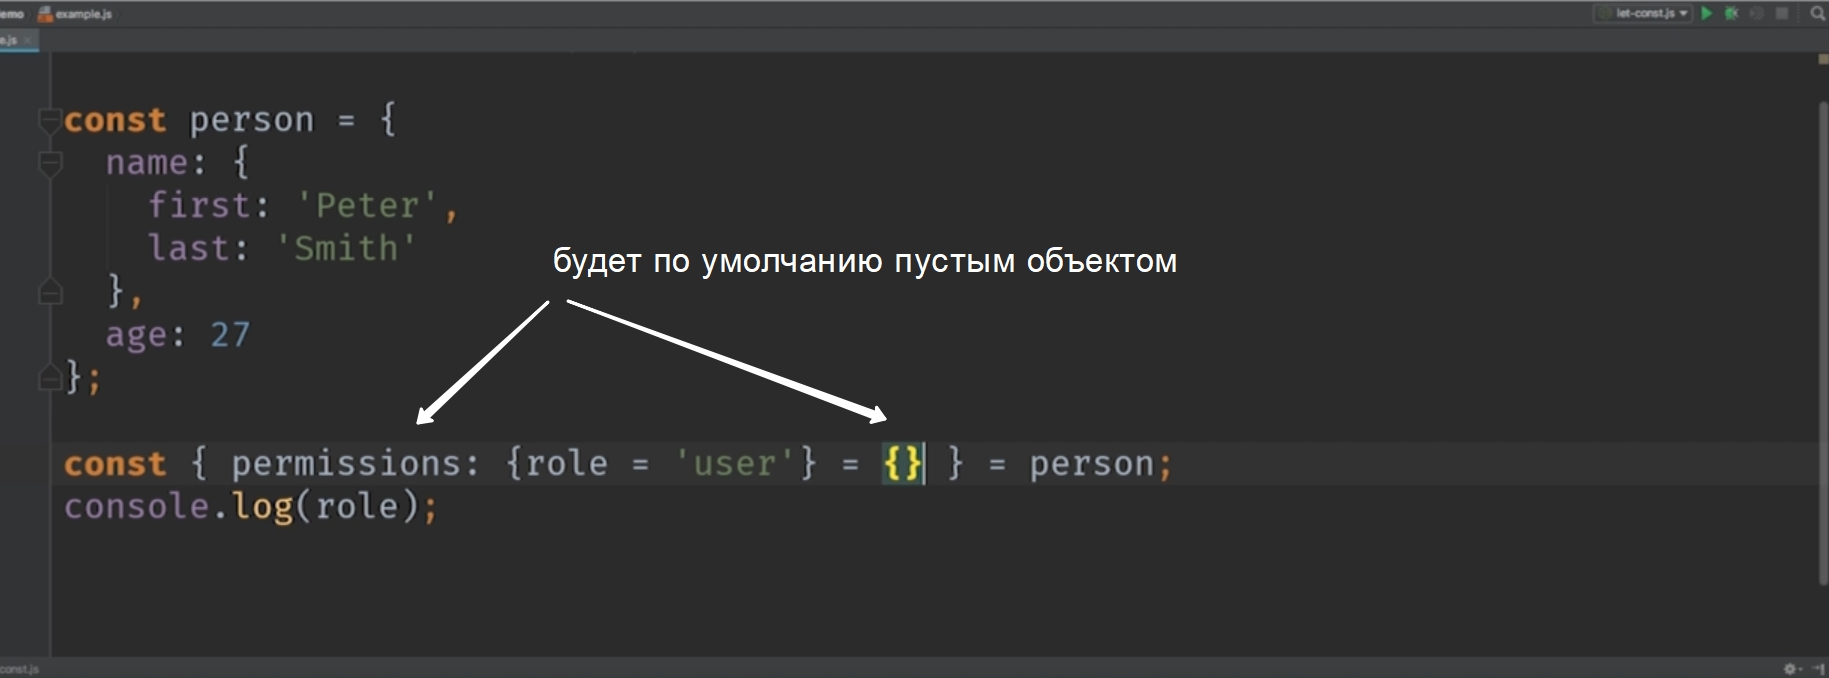 emo example.js let-const.js
e.js
const person = {
name: {
first: 'Peter',
last: 'Smith'
},
age: 27
};
будет по умолчанию пустым объектом
const { permissions: {role = 'user'} = {} } = person;
console.log(role);
const.js